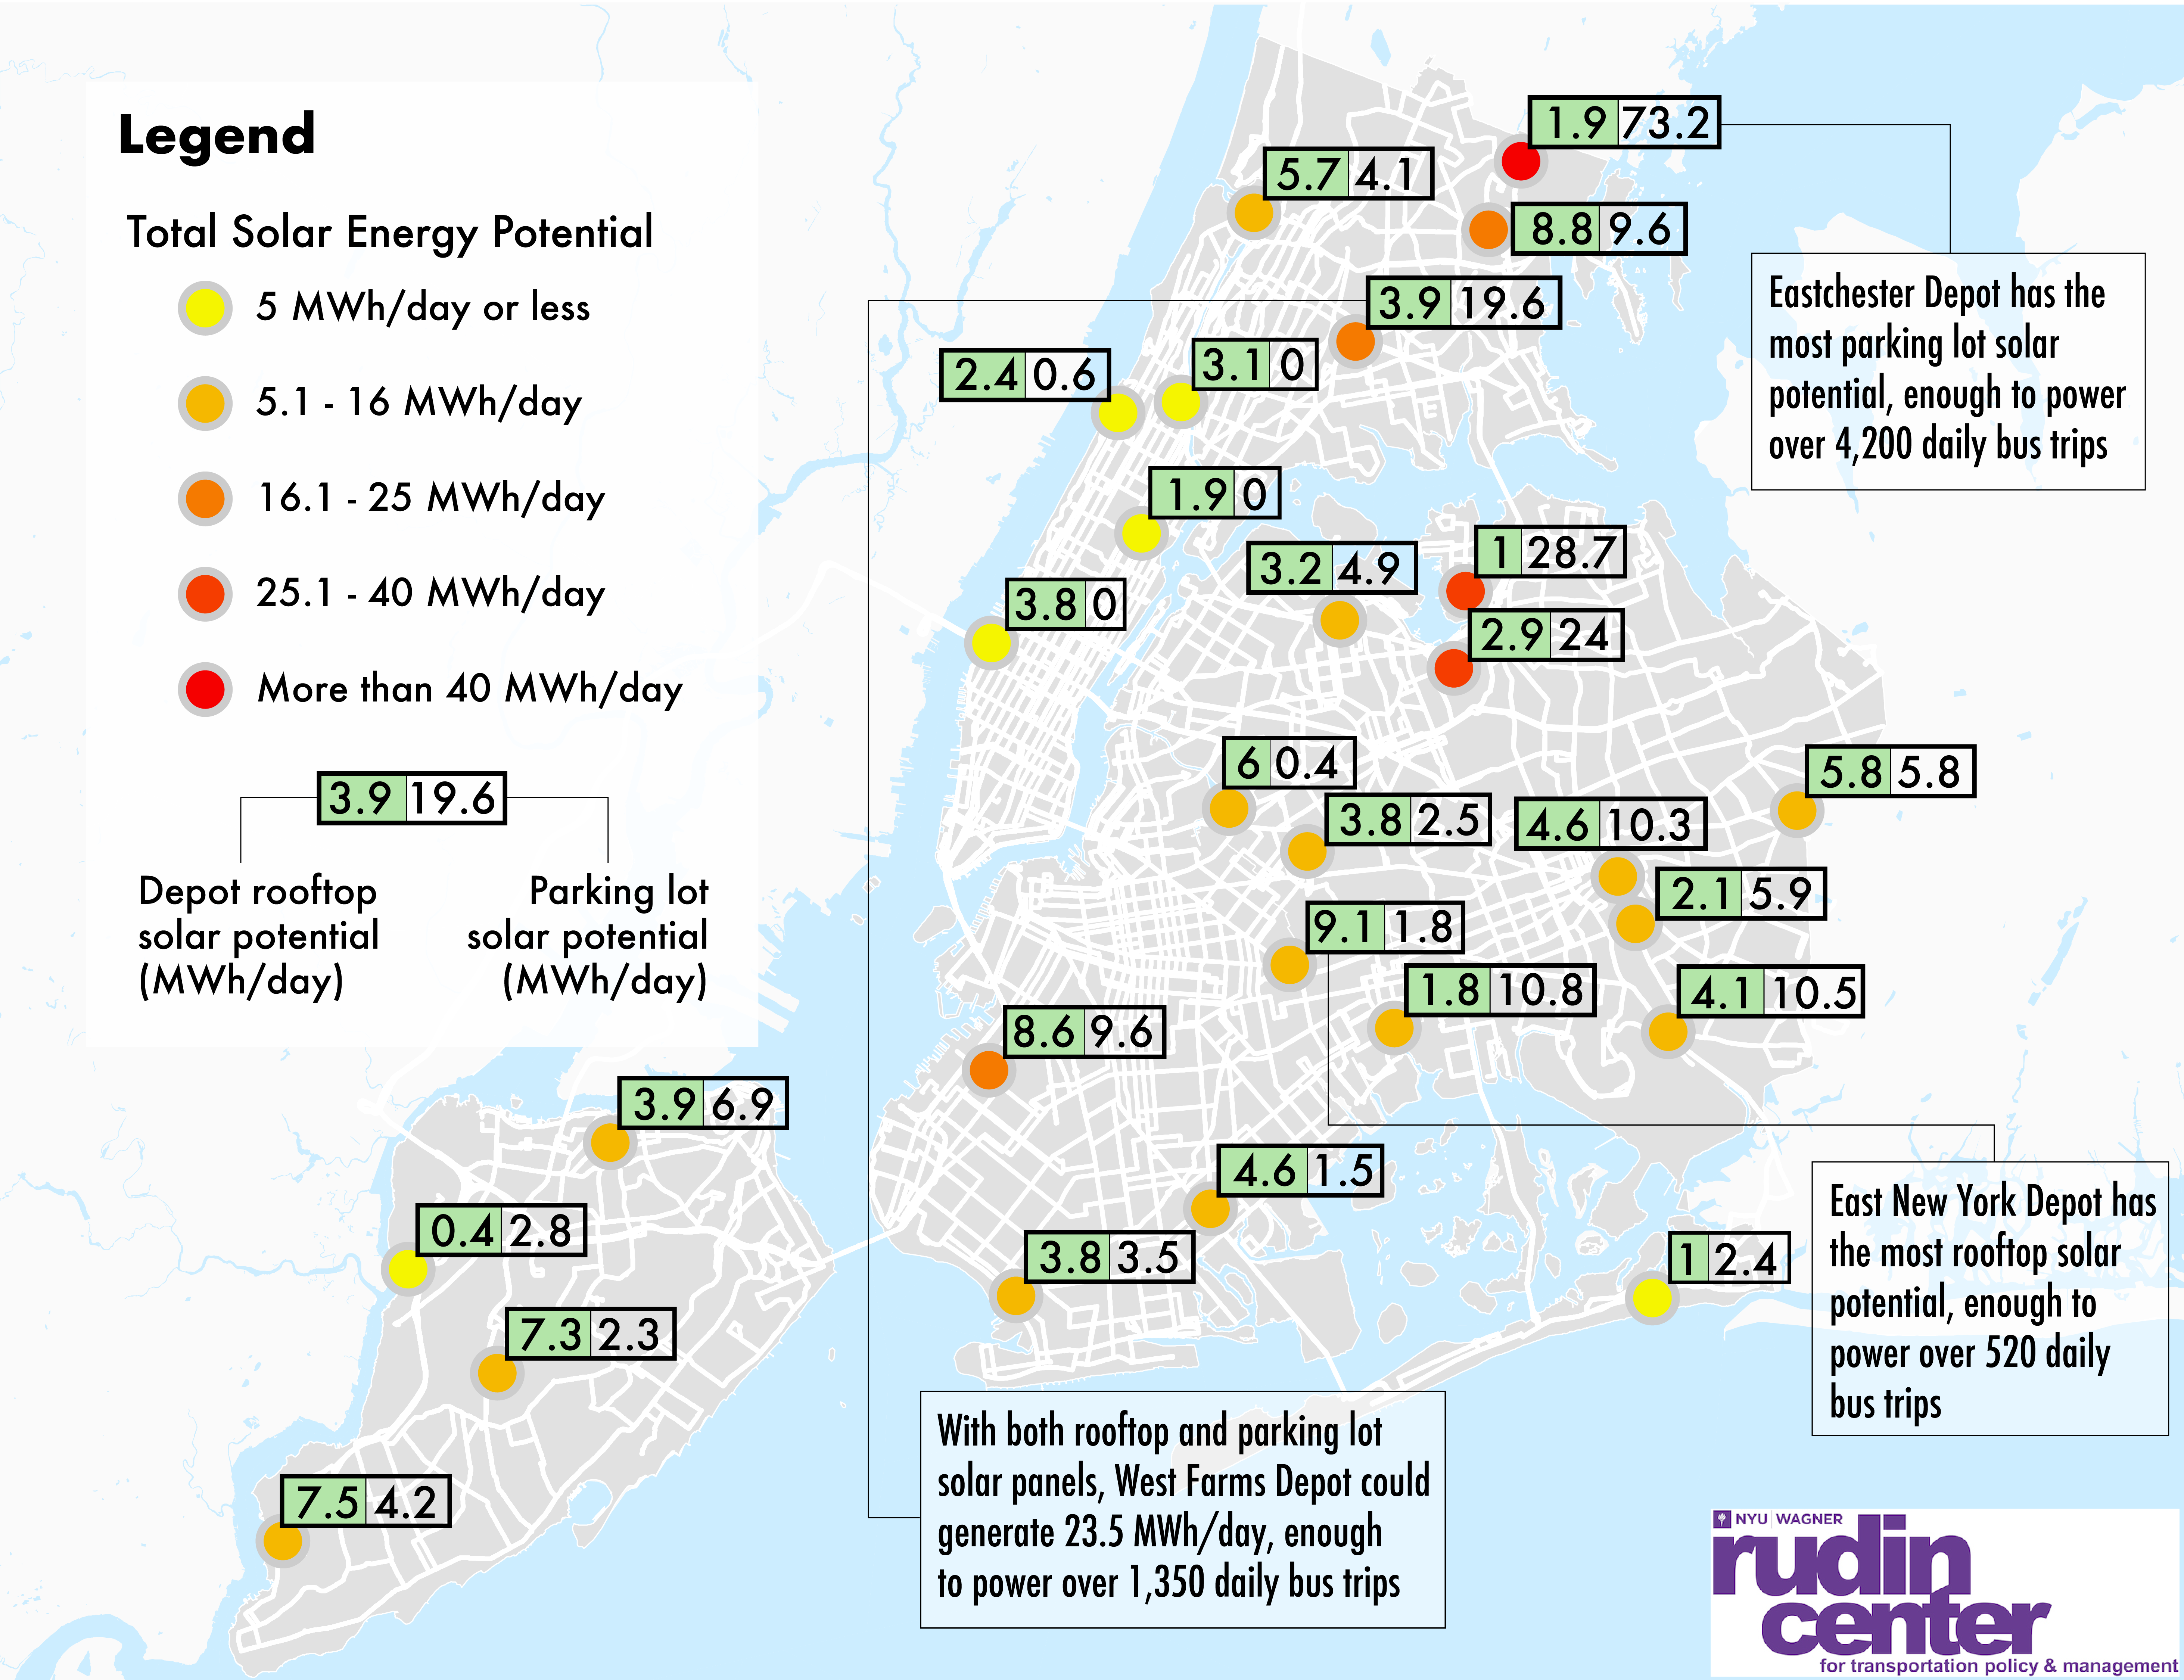 Legend
Total Solar Energy Potential
5 MWh/day or less
5.1 - 16 MWh/day
16.1 - 25 MWh/day
25.1 - 40 MWh/day
More than 40 MWh/day
3.9 19.6
Depot rooftop
solar potential
(MWh/day)
Parking lot
solar potential
(MWh/day)
1.9 73.2
5.7 4.1
8.8 9.6
3.9 19.6
2.4 0.6
3.1 0
1.9 0
3.2 4.9
1 28.7
3.8 0
2.9 24
6 0.4
5.8 5.8
3.8 2.5
4.6 10.3
2.1 5.9
9.1 1.8
1.8 10.8
4.1 10.5
8.6 9.6
3.9 6.9
4.6 1.5
0.4 2.8
3.8 3.5
1 2.4
7.3 2.3
7.5 4.2
Eastchester Depot has the
most parking lot solar
potential, enough to power
over 4,200 daily bus trips
East New York Depot has
the most rooftop solar
potential, enough to
power over 520 daily
bus trips
With both rooftop and parking lot
solar panels, West Farms Depot could
generate 23.5 MWh/day, enough
to power over 1,350 daily bus trips
NYU WAGNER
rudin
center
for transportation policy & management